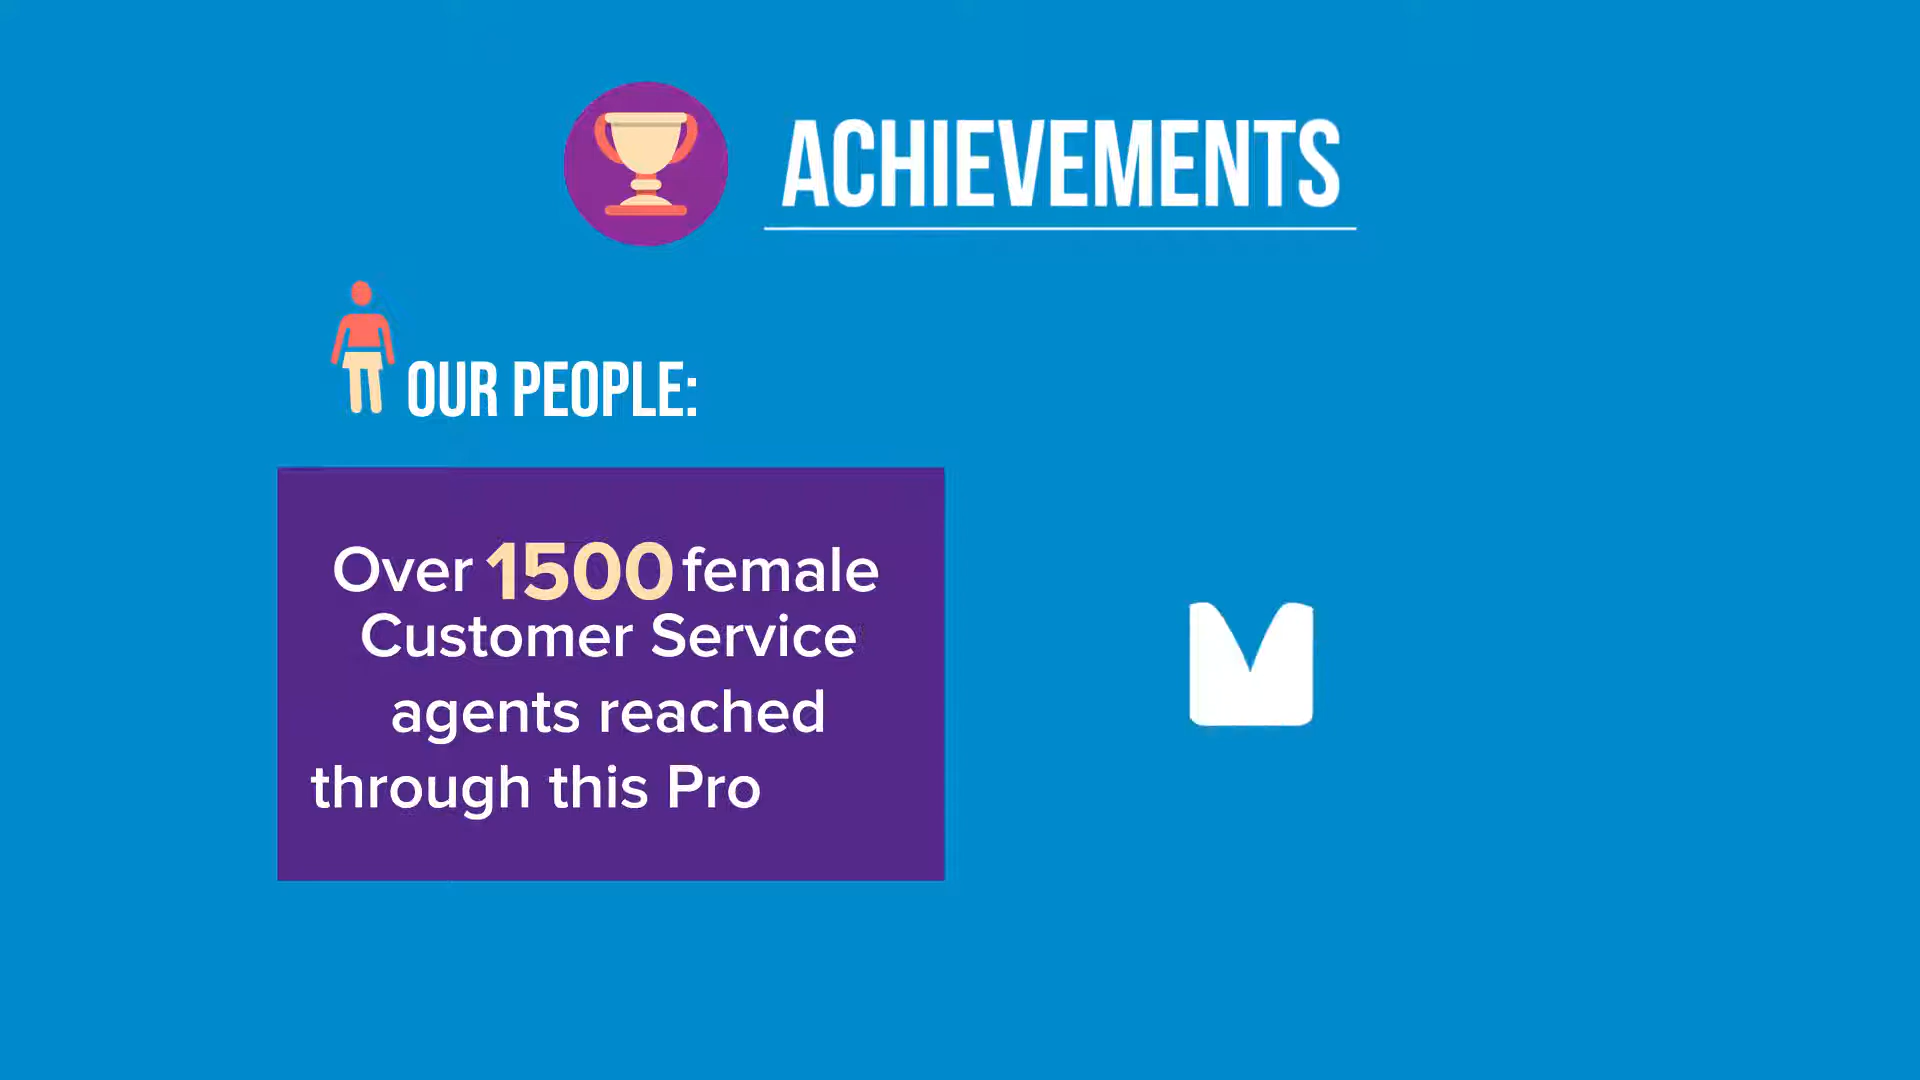 ACHIEVEMENTS
OUR PEOPLE:
Over 1500 female
Customer Service
agents reached
through this Pro